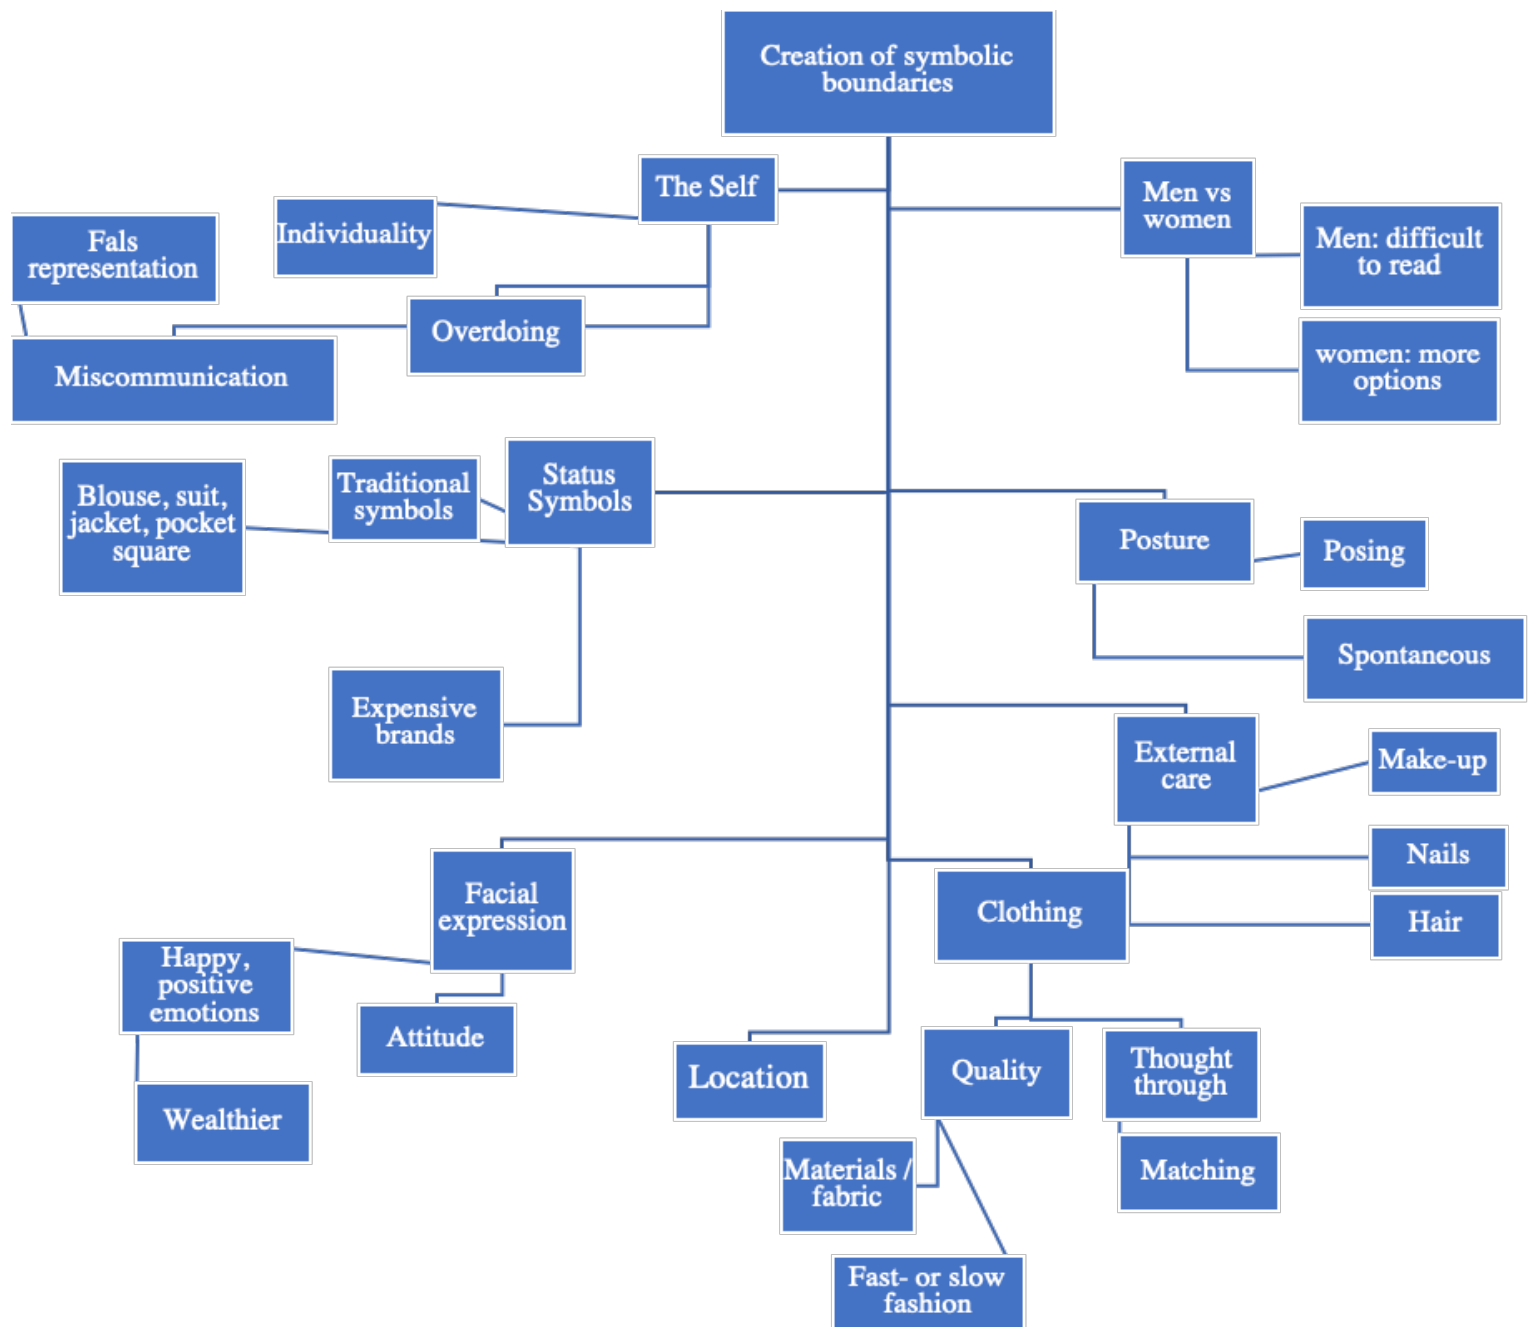 Creation of symbolic
boundaries
The Self
Men vs
women
Individuality
Men: difficult
to read
Fals
representation
Overdoing
women: more
options
Miscommunication
Status
Symbols
Traditional
symbols
Blouse, suit,
jacket, pocket
square
Posture
Posing
Spontaneous
Expensive
brands
External
care
Make-up
Nails
Facial
expression
Clothing
Hair
Happy,
positive
emotions
Attitude
Location
Quality
Thought
through
Wealthier
Materials /
fabric
Matching
Fast- or slow
fashion